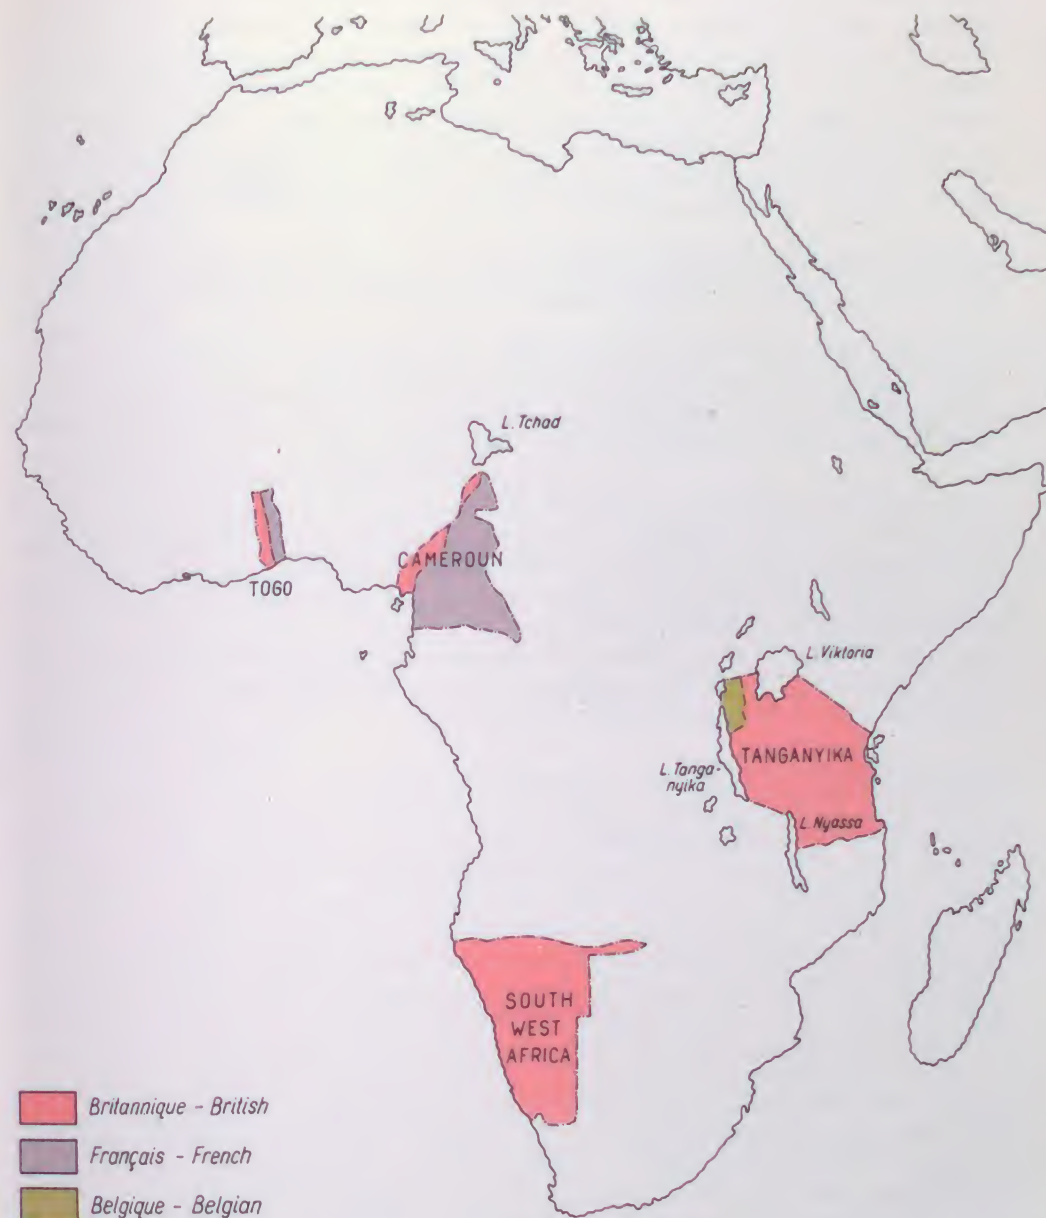 L. Tchad
CAMEROUN
TOGO
L. Viktoria
TANGANYIKA
L. Tanga-
nyika
L. Nyassa
SOUTH
WEST
AFRICA
Britannique - British
Français - French
Belgique - Belgian